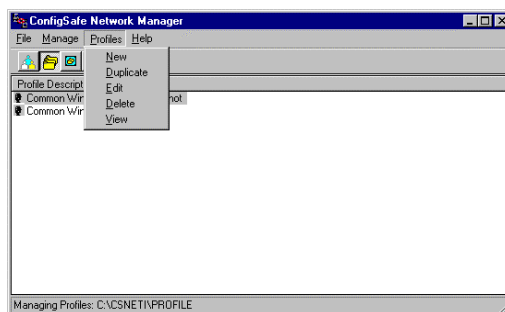 ConfigSafe Network Manager
File Manage Profiles Help
New
Duplicate
Edit
Delete
View
Profile Descript
Common Win
Common Win
Managing Profiles: C:\CSNETI\PROFILE